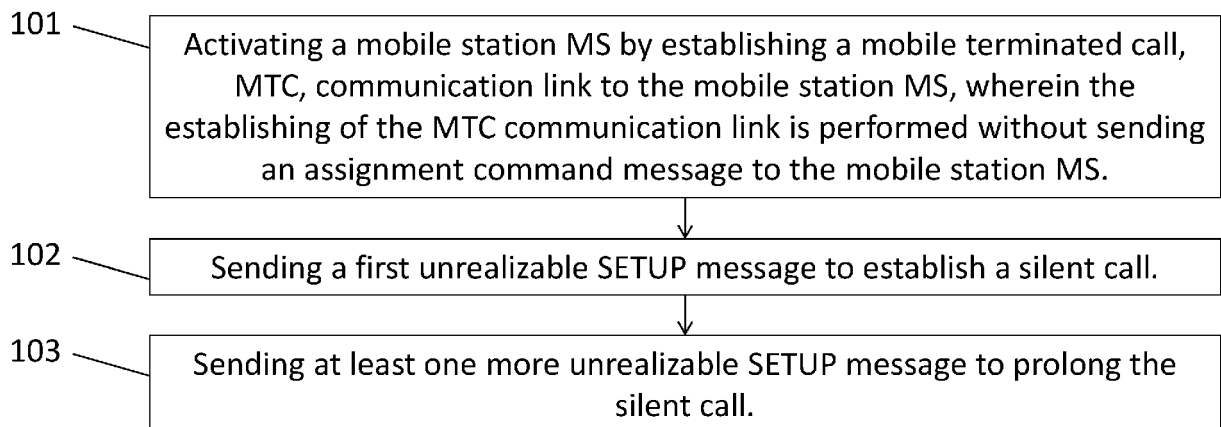 101
Activating a mobile station MS by establishing a mobile terminated call,
MTC, communication link to the mobile station MS, wherein the
establishing of the MTC communication link is performed without sending
an assignment command message to the mobile station MS.
102
Sending a first unrealizable SETUP message to establish a silent call.
103
Sending at least one more unrealizable SETUP message to prolong the
silent call.